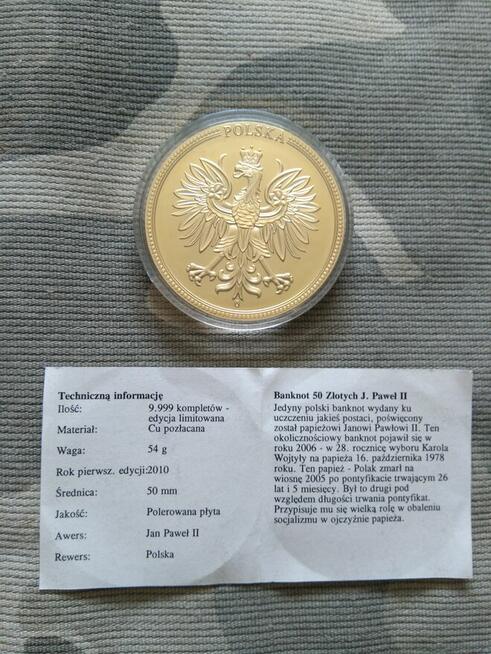 POLSKA
Techniczną informację
Ilość: 9.999 kompletów -
edycja limitowana
Materiał: Cu pozłacana
Waga: 54 g
Rok pierwsz. edycji:2010
Średnica: 50 mm
Jakość: Polerowana płyta
Awers: Jan Paweł II
Rewers: Polska
Banknot 50 Złotych J. Paweł II
Jedyny polski banknot wydany ku
uczczeniu jakieś postaci, poświęcony
został papieżowi Janowi Pawłowi II. Ten
okolicznościowy banknot pojawił się w
roku 2006 - w 28. rocznicę wyboru Karola
Wojtyły na papieża 16. października 1978
roku. Ten papież - Polak zmarł na
wiosnę 2005 po pontyfikacie trwającym 26
lat i 5 miesięcy. Był to drugi pod
względem długości trwania pontyfikat.
Przypisuje mu się wielką rolę w obaleniu
socjalizmu w ojczyźnie papieża.